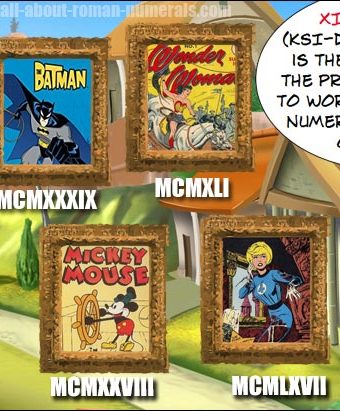 all-about-roman-numerals.com
XI
(KSI-D
IS THE
THE PR
TO WOR
NUMER
BATMAN
Wonder
Woma
MCMXXXIX
MCMXLI
MICKEY
MOUSE
MCMXXVIII
MCMLXVII